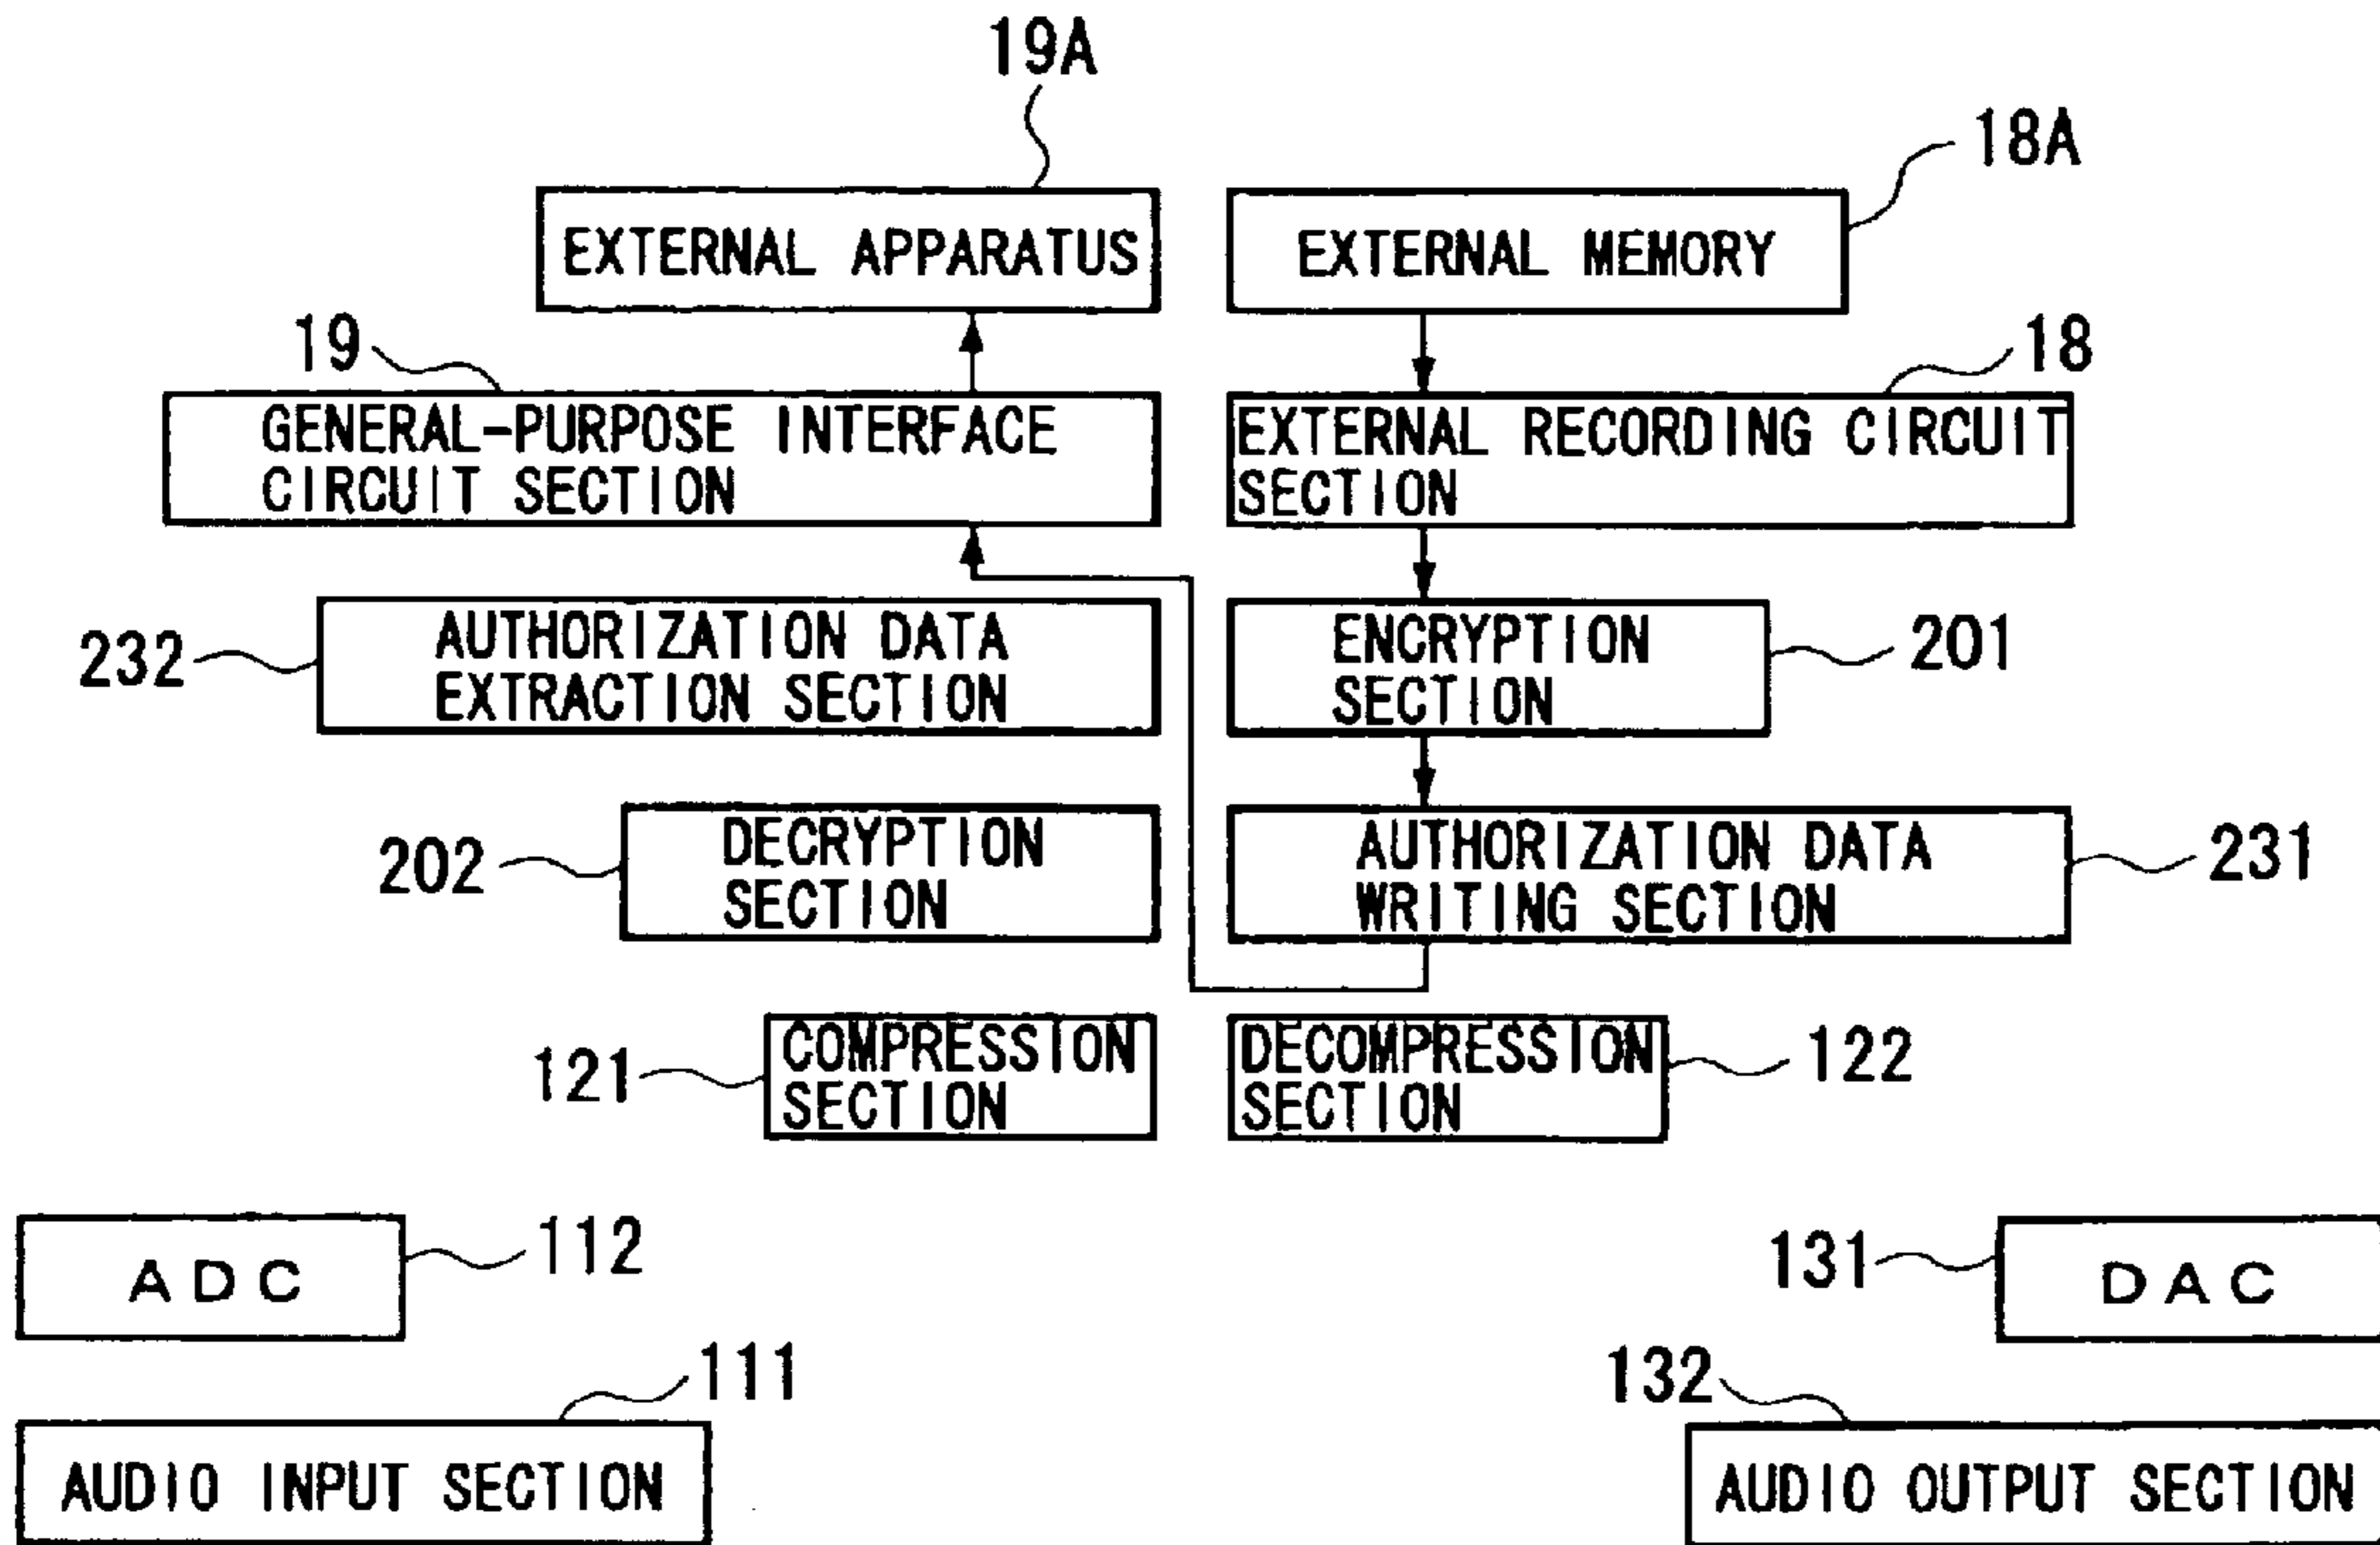 19A
18A
EXTERNAL APPARATUS
EXTERNAL MEMORY
19
18
GENERAL-PURPOSE INTERFACE
CIRCUIT SECTION
EXTERNAL RECORDING CIRCUIT
SECTION
232
AUTHORIZATION DATA
EXTRACTION SECTION
ENCRYPTION
SECTION
201
202
DECRYPTION
SECTION
AUTHORIZATION DATA
WRITING SECTION
231
121
COMPRESSION
SECTION
DECOMPRESSION
SECTION
122
ADC
112
131
DAC
111
132
AUDIO INPUT SECTION
AUDIO OUTPUT SECTION